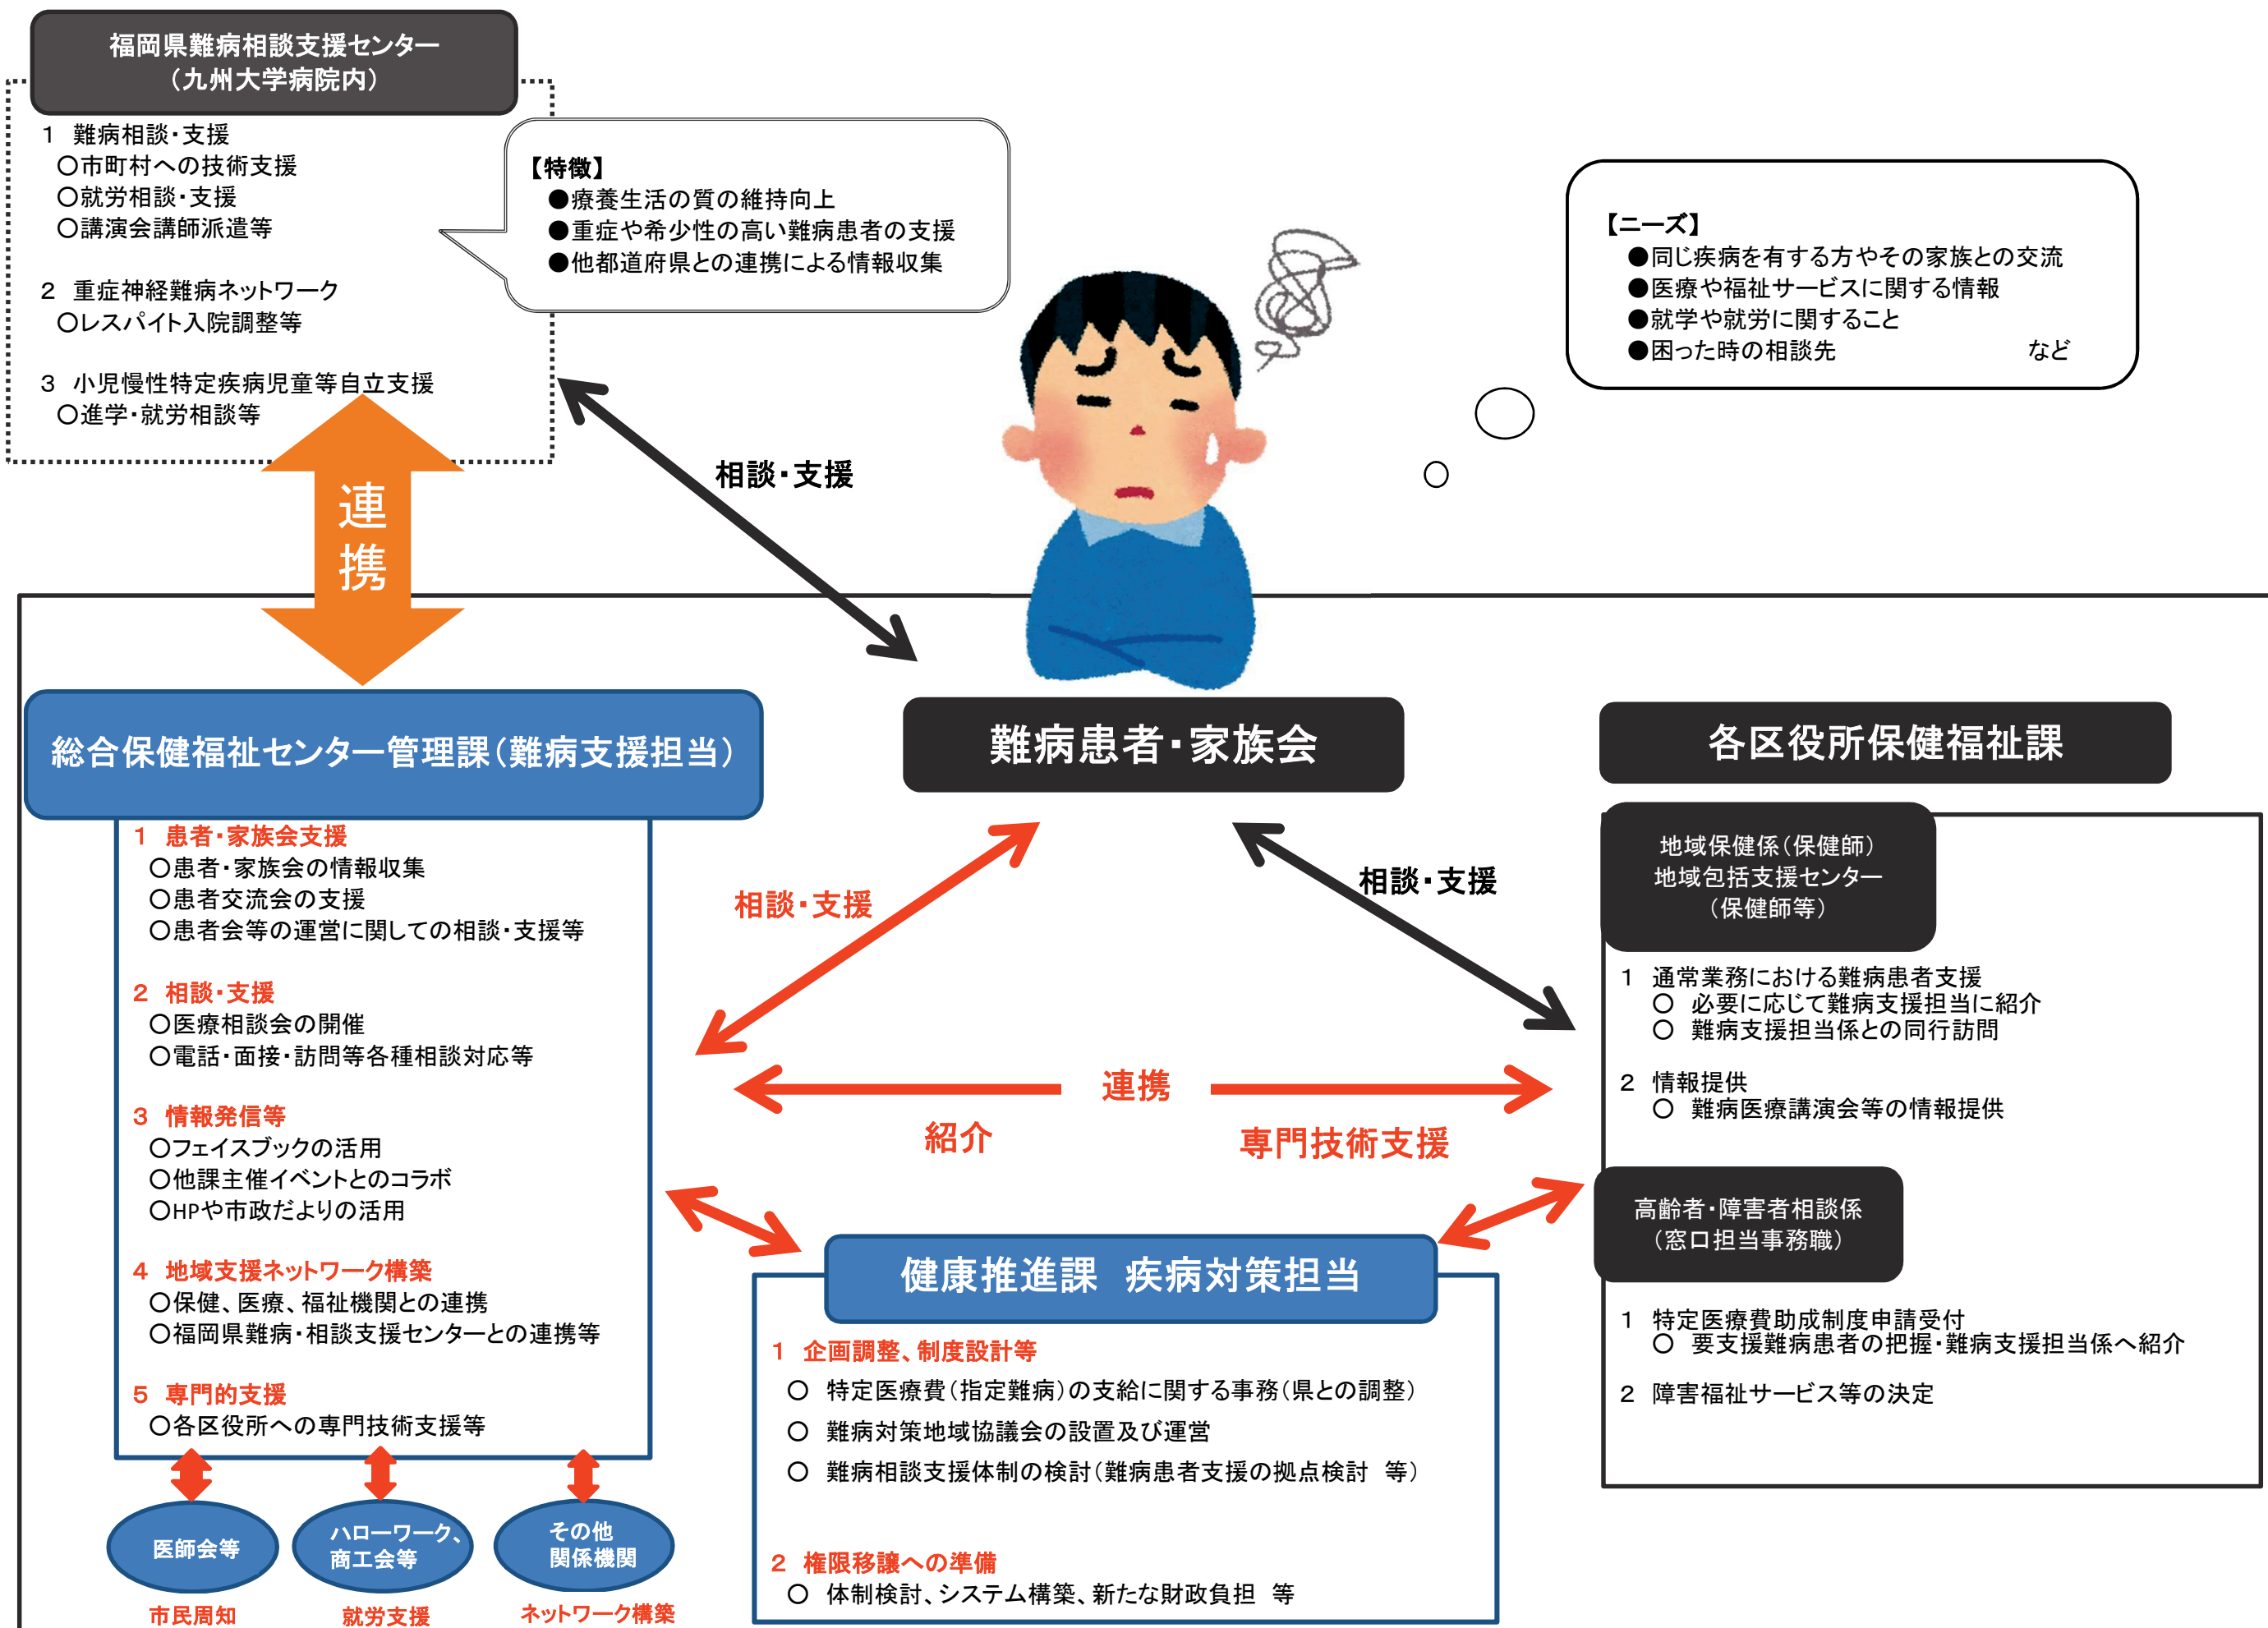 福岡県難病相談支援センター
（九州大学病院内）
1　難病相談・支援
○市町村への技術支援
○就労相談・支援
○講演会講師派遣等
2　重症神経難病ネットワーク
○レスパイト入院調整等
3　小児慢性特定疾病児童等自立支援
○進学・就労相談等
【特徴】
●療養生活の質の維持向上
●重症や希少性の高い難病患者の支援
●他都道府県との連携による情報収集
【ニーズ】
●同じ疾病を有する方やその家族との交流
●医療や福祉サービスに関する情報
●就学や就労に関すること
●困った時の相談先　　　　　　など
連携
相談・支援
総合保健福祉センター管理課（難病支援担当）
1　患者・家族会支援
○患者・家族会の情報収集
○患者交流会の支援
○患者会等の運営に関しての相談・支援等
2　相談・支援
○医療相談会の開催
○電話・面接・訪問等各種相談対応等
3　情報発信等
○フェイスブックの活用
○他課主催イベントとのコラボ
○HPや市政だよりの活用
4　地域支援ネットワーク構築
○保健、医療、福祉機関との連携
○福岡県難病・相談支援センターとの連携等
5　専門的支援
○各区役所への専門技術支援等
医師会等
市民周知
ハローワーク、
商工会等
就労支援
その他
関係機関
ネットワーク構築
難病患者・家族会
相談・支援
相談・支援
連携
紹介
専門技術支援
健康推進課　疾病対策担当
1　企画調整、制度設計等
○　特定医療費（指定難病）の支給に関する事務（県との調整）
○　難病対策地域協議会の設置及び運営
○　難病相談支援体制の検討（難病患者支援の拠点検討　等）
2　権限移譲への準備
○　体制検討、システム構築、新たな財政負担　等
各区役所保健福祉課
地域保健係（保健師）
地域包括支援センター
（保健師等）
1　通常業務における難病患者支援
○　必要に応じて難病支援担当に紹介
○　難病支援担当係との同行訪問
2　情報提供
○　難病医療講演会等の情報提供
高齢者・障害者相談係
（窓口担当事務職）
1　特定医療費助成制度申請受付
○　要支援難病患者の把握・難病支援担当係へ紹介
2　障害福祉サービス等の決定